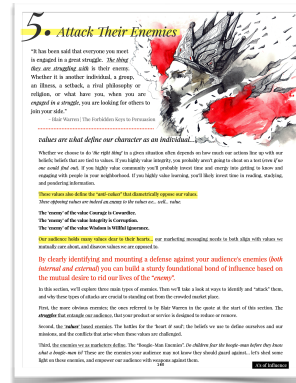 5. Attack Their Enemies
"It has been said that everyone you meet
is engaged in a great struggle. The thing
they are struggling with is their enemy.
Whether it is another individual, a group,
an illness, a setback, a rival philosophy or
religion, or what have you, when you are
engaged in a struggle, you are looking for others to
join your side."
- Blair Warren | The Forbidden Keys to Persuasion
values are what define our character as an individual...
Whether we choose to do 'the right thing' in a given situation often depends on how much our actions line up with our
beliefs; beliefs that are tied to values. If you highly value integrity, you probably aren't going to cheat on a test even if no
one would find out. If you highly value community you'll probably invest time and energy into getting to know and
engaging with people in your neighborhood. If you highly value learning, you'll likely invest time in reading, studying,
and pondering information.
These values also define the "anti-values" that diametrically oppose our values.
These opposing values are indeed an enemy to the values we... well... value.
The 'enemy' of the value Courage is Cowardice.
The 'enemy' of the value Integrity is Corruption.
The 'enemy' of the value Wisdom is Willful Ignorance.
Our audience holds many values dear to their hearts... our marketing messaging needs to both align with values we
mutually care about, and disavow values we are opposed to.
By clearly identifying and mounting a defense against your audience's enemies (both
internal and external) you can build a sturdy foundational bond of influence based on
the mutual desire to rid our lives of the "enemy".
In this section, we'll explore three main types of enemies. Then we'll take a look at ways to identify and "attack" them,
and why these types of attacks are crucial to standing out from the crowded market place.
First, the more obvious enemies; the ones referred to by Blair Warren in the quote at the start of this section. The
struggles that entangle our audience, that your product or service is designed to reduce or remove.
Second, the 'values' based enemies. The battles for the 'heart & soul'; the beliefs we use to define ourselves and our
missions, and the conflicts that arise when these values are challenged.
Third, the enemies we as marketers define. The "Boogie-Man Enemies". Do children fear the boogie-man before they know
what a boogie-man is? These are the enemies your audience may not know they should guard against... let's shed some
light on these enemies, and empower our audience with weapons against them.
A's of Influence